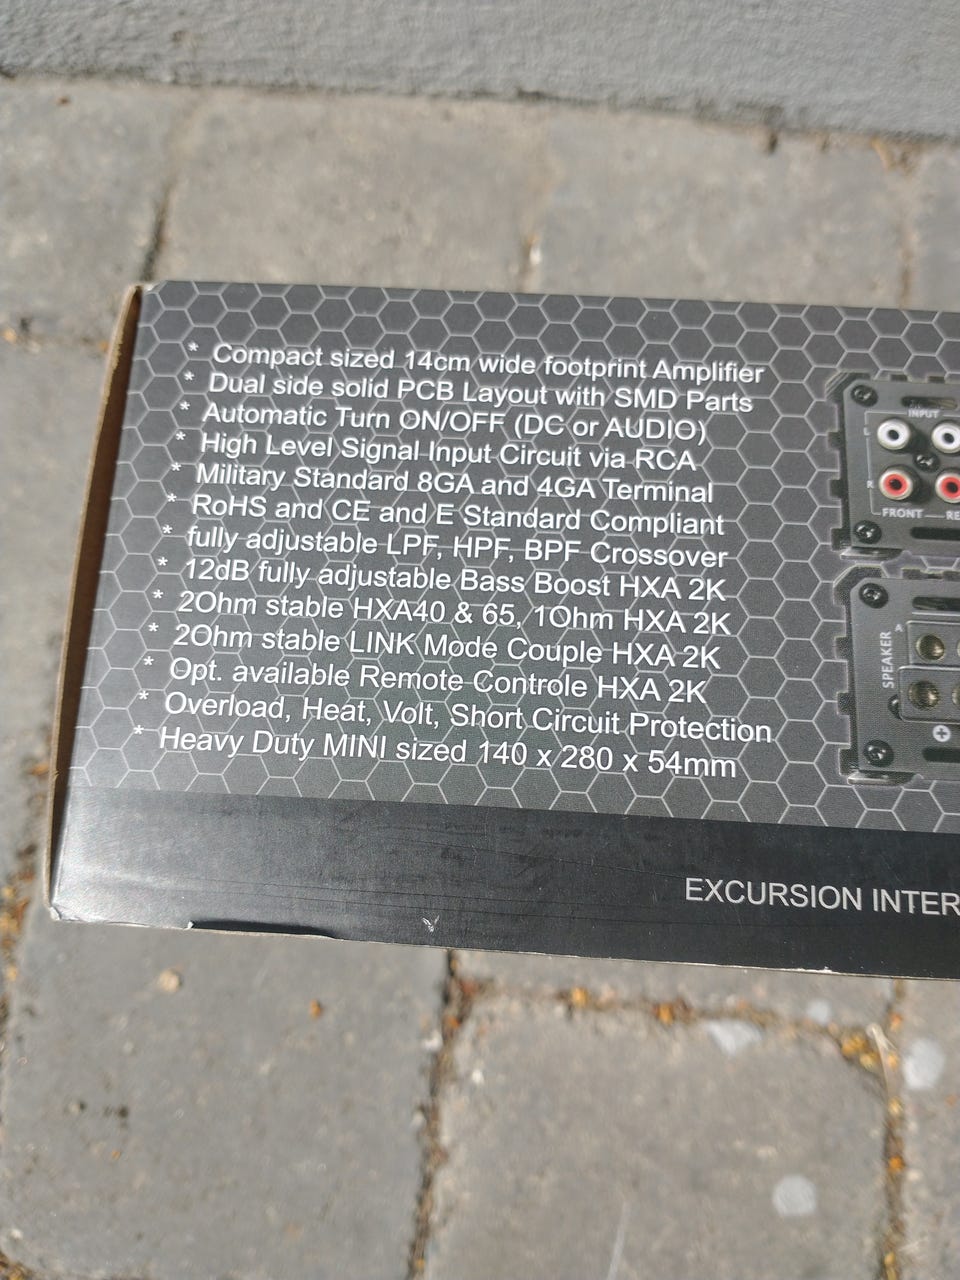 * Compact sized 14cm wide footprint Amplifier
* Dual side solid PCB Layout with SMD Parts
* Automatic Turn ON/OFF (DC or AUDIO)
* High Level Signal Input Circuit via RCA
* Military Standard 8GA and 4GA Terminal
* RoHS and CE and E Standard Compliant
* fully adjustable LPF, HPF, BPF Crossover
* 12dB fully adjustable Bass Boost HXA 2K
* 2Ohm stable HXA40 & 65, 1Ohm HXA 2K
* 2Ohm stable LINK Mode Couple HXA 2K
* Opt. available Remote Controle HXA 2K
* Overload, Heat, Volt, Short Circuit Protection
* Heavy Duty MINI sized 140 x 280 x 54mm
INPUT
L
R
FRONT
RE
SPEAKER
A
EXCURSION INTER